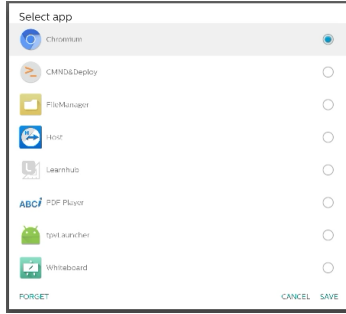 Select app
Chromium
CMND&Deploy
FileManager
Host
Learnhub
ABCi PDF Player
tpvLauncher
Whiteboard
FORGET CANCEL SAVE